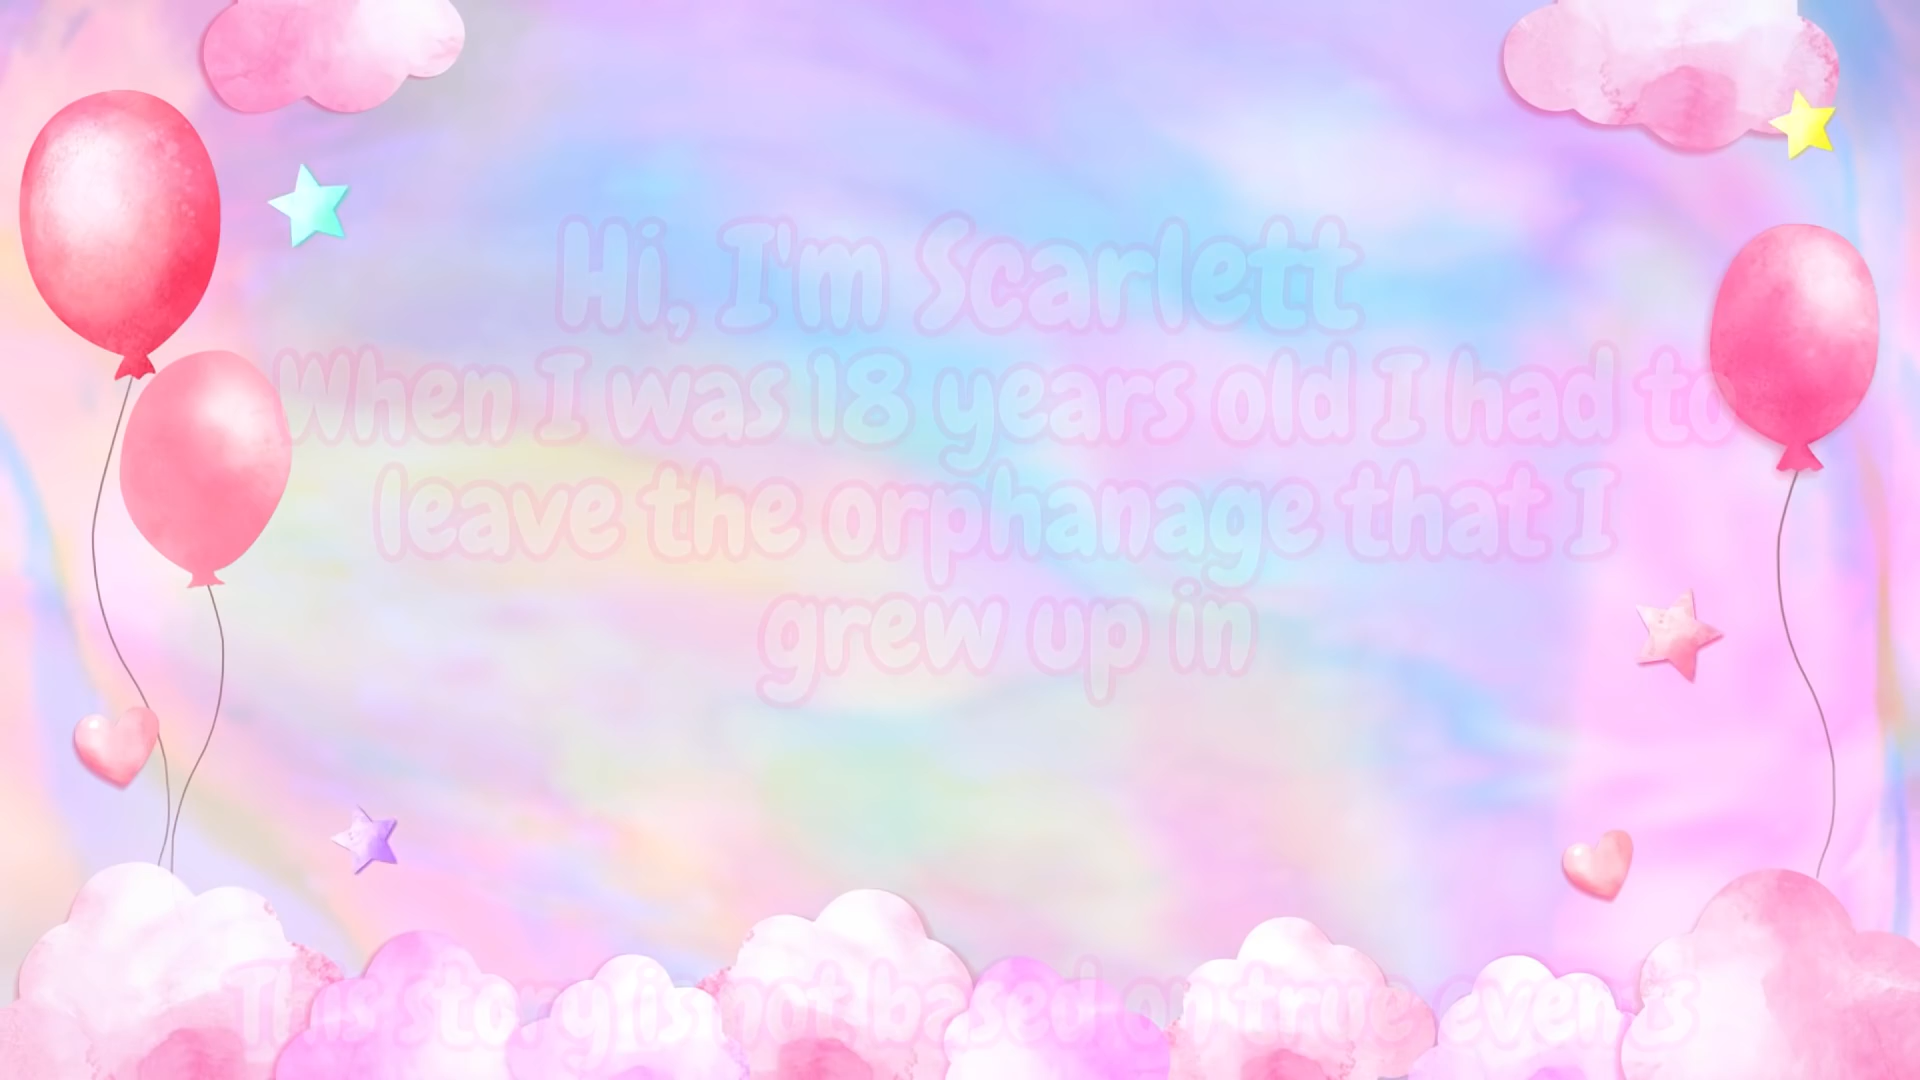 Hi, I'm Scarlett
When I was 18 years old I had to
leave the orphanage that I
grew up in
This story is not based on true events